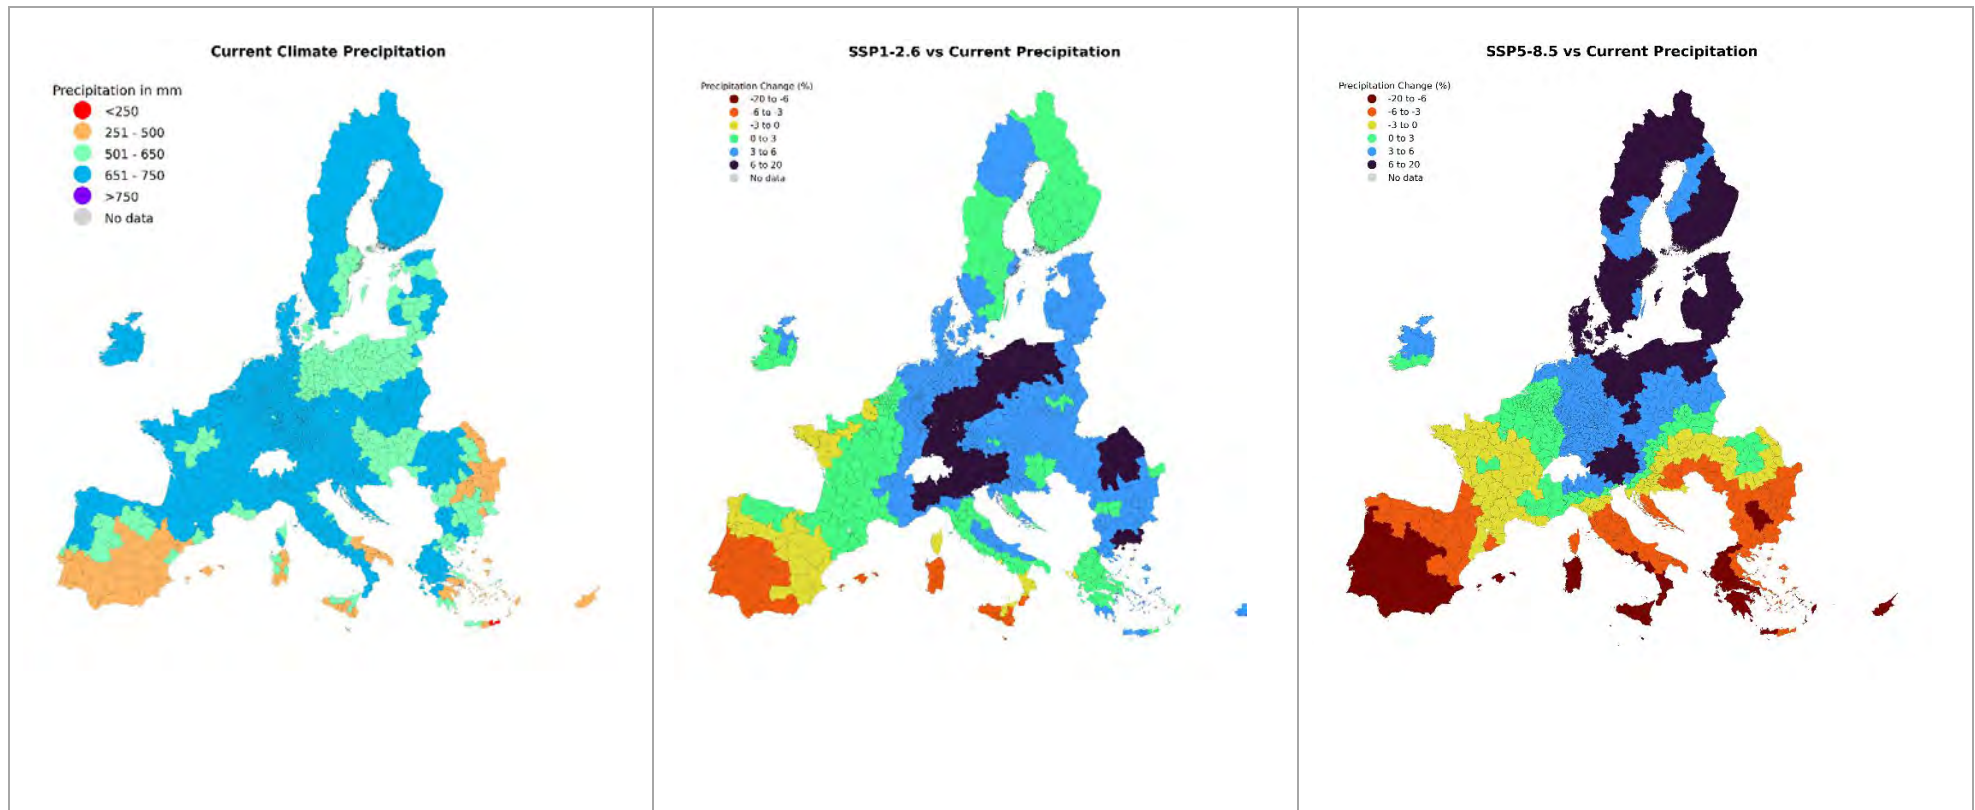 Current Climate Precipitation
Precipitation in mm
<250
251 - 500
501 - 650
651 - 750
>750
No data
SSP1-2.6 vs Current Precipitation
Precipitation Change (%)
-20 to -6
-6 to -3
-3 to 0
0 to 3
3 to 6
6 to 20
No data
SSP5-8.5 vs Current Precipitation
Precipitation Change (%)
-20 to -6
-6 to -3
-3 to 0
0 to 3
3 to 6
6 to 20
No data